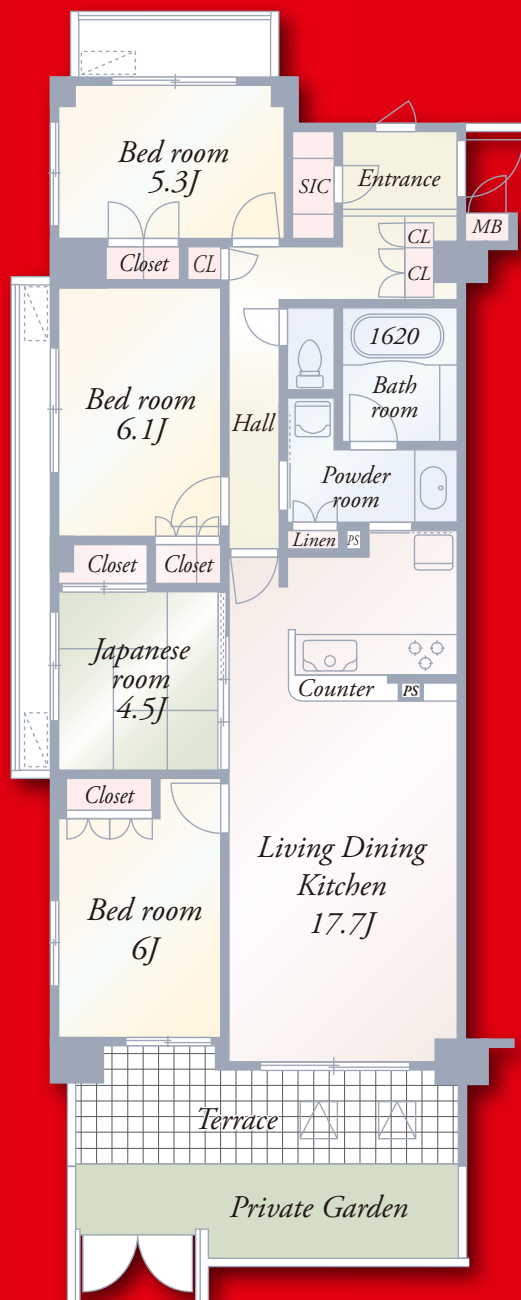 Bed room
5.3J
SIC
Entrance
MB
Closet
CL
CL
CL
1620
Bath
room
Bed room
6.1J
Hall
Powder
room
Linen
PS
Closet
Closet
Japanese
room
4.5J
Counter
PS
Closet
Living Dining
Kitchen
17.7J
Bed room
6J
Terrace
Private Garden